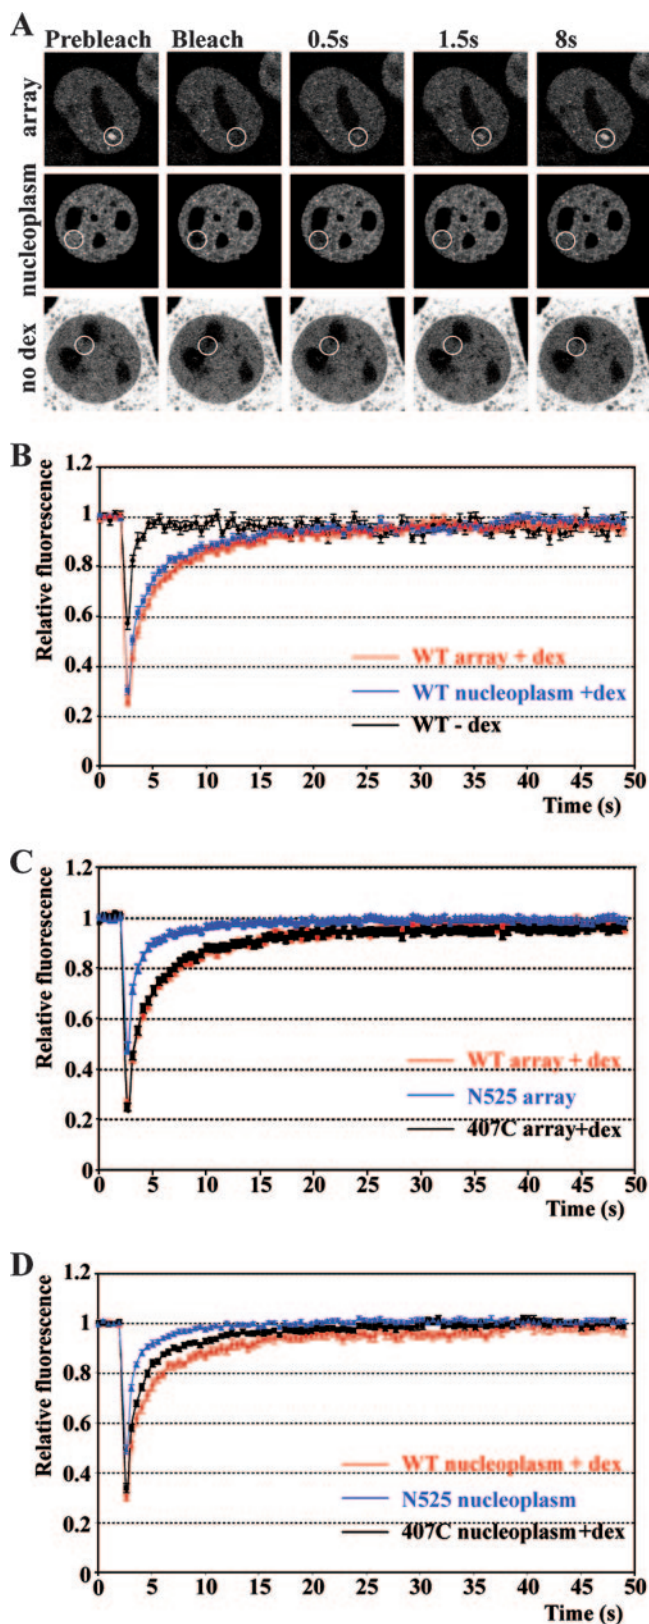 A
Prebleach Bleach 0.5s 1.5s 8s
array
nucleoplasm
no dex
B
Relative fluorescence
1.2
1
0.8
0.6
0.4
0.2
0
WT array + dex
WT nucleoplasm +dex
WT - dex
0 5 10 15 20 25 30 35 40 45 50
Time (s)
C
Relative fluorescence
1.2
1
0.8
0.6
0.4
0.2
0
WT array + dex
N525 array
407C array+dex
0 5 10 15 20 25 30 35 40 45 50
Time (s)
D
Relative fluorescence
1.2
1
0.8
0.6
0.4
0.2
0
WT nucleoplasm + dex
N525 nucleoplasm
407C nucleoplasm+dex
0 5 10 15 20 25 30 35 40 45 50
Time (s)